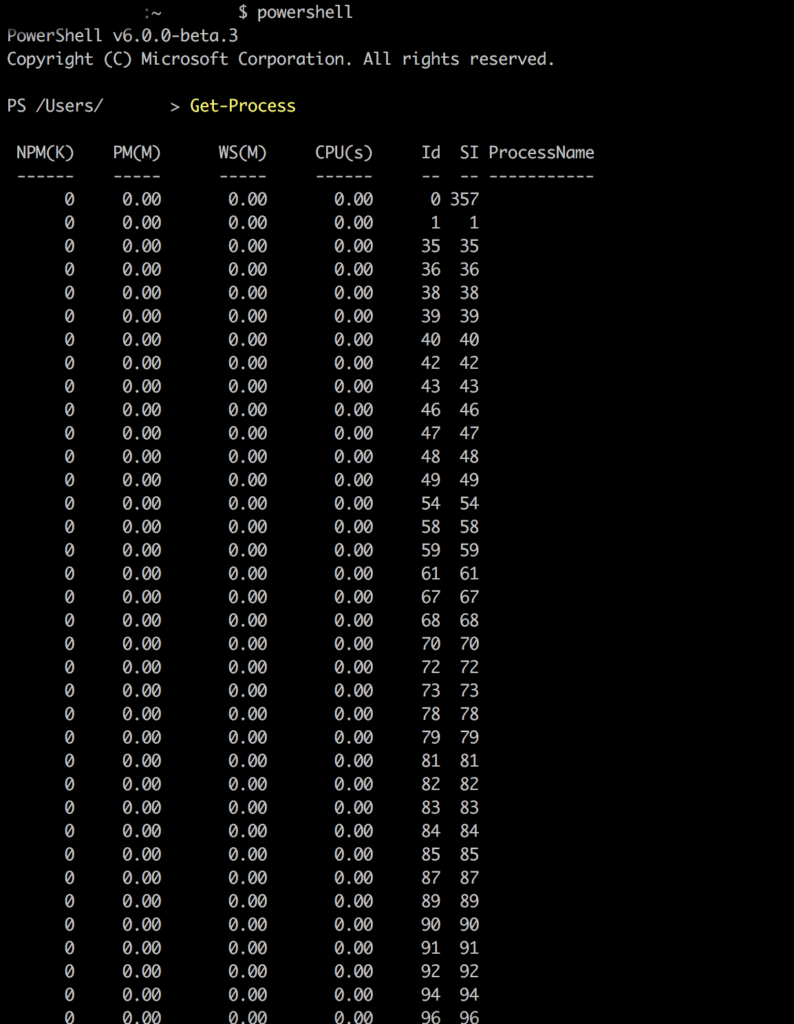 :~ $ powershell
PowerShell v6.0.0-beta.3
Copyright (C) Microsoft Corporation. All rights reserved.
PS /Users/ > Get-Process
NPM(K) PM(M) WS(M) CPU(s) Id SI ProcessName
------ ----- ----- ------ -- -- -----------
0 0.00 0.00 0.00 0 357
0 0.00 0.00 0.00 1 1
0 0.00 0.00 0.00 35 35
0 0.00 0.00 0.00 36 36
0 0.00 0.00 0.00 38 38
0 0.00 0.00 0.00 39 39
0 0.00 0.00 0.00 40 40
0 0.00 0.00 0.00 42 42
0 0.00 0.00 0.00 43 43
0 0.00 0.00 0.00 46 46
0 0.00 0.00 0.00 47 47
0 0.00 0.00 0.00 48 48
0 0.00 0.00 0.00 49 49
0 0.00 0.00 0.00 54 54
0 0.00 0.00 0.00 58 58
0 0.00 0.00 0.00 59 59
0 0.00 0.00 0.00 61 61
0 0.00 0.00 0.00 67 67
0 0.00 0.00 0.00 68 68
0 0.00 0.00 0.00 70 70
0 0.00 0.00 0.00 72 72
0 0.00 0.00 0.00 73 73
0 0.00 0.00 0.00 78 78
0 0.00 0.00 0.00 79 79
0 0.00 0.00 0.00 81 81
0 0.00 0.00 0.00 82 82
0 0.00 0.00 0.00 83 83
0 0.00 0.00 0.00 84 84
0 0.00 0.00 0.00 85 85
0 0.00 0.00 0.00 87 87
0 0.00 0.00 0.00 89 89
0 0.00 0.00 0.00 90 90
0 0.00 0.00 0.00 91 91
0 0.00 0.00 0.00 92 92
0 0.00 0.00 0.00 94 94
0 0.00 0.00 0.00 96 96